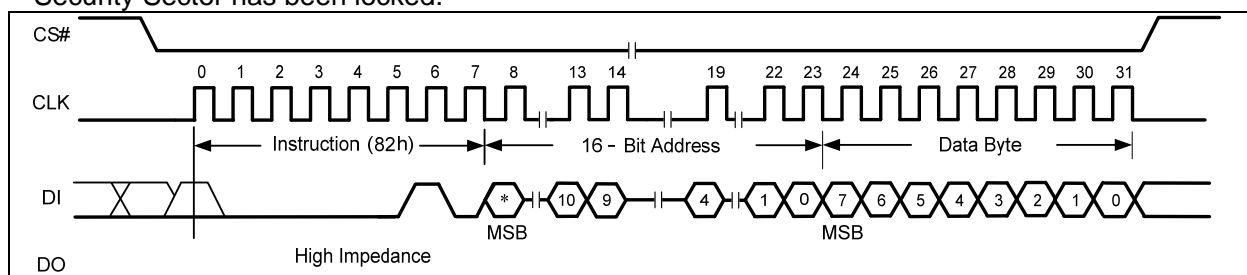 Security Sector has been locked.
CS#
0 1 2 3 4 5 6 7 8 13 14 19 22 23 24 25 26 27 28 29 30 31
CLK
Instruction (82h) 16 - Bit Address Data Byte
DI * 10 9 4 1 0 7 6 5 4 3 2 1 0
MSB MSB
High Impedance
DO